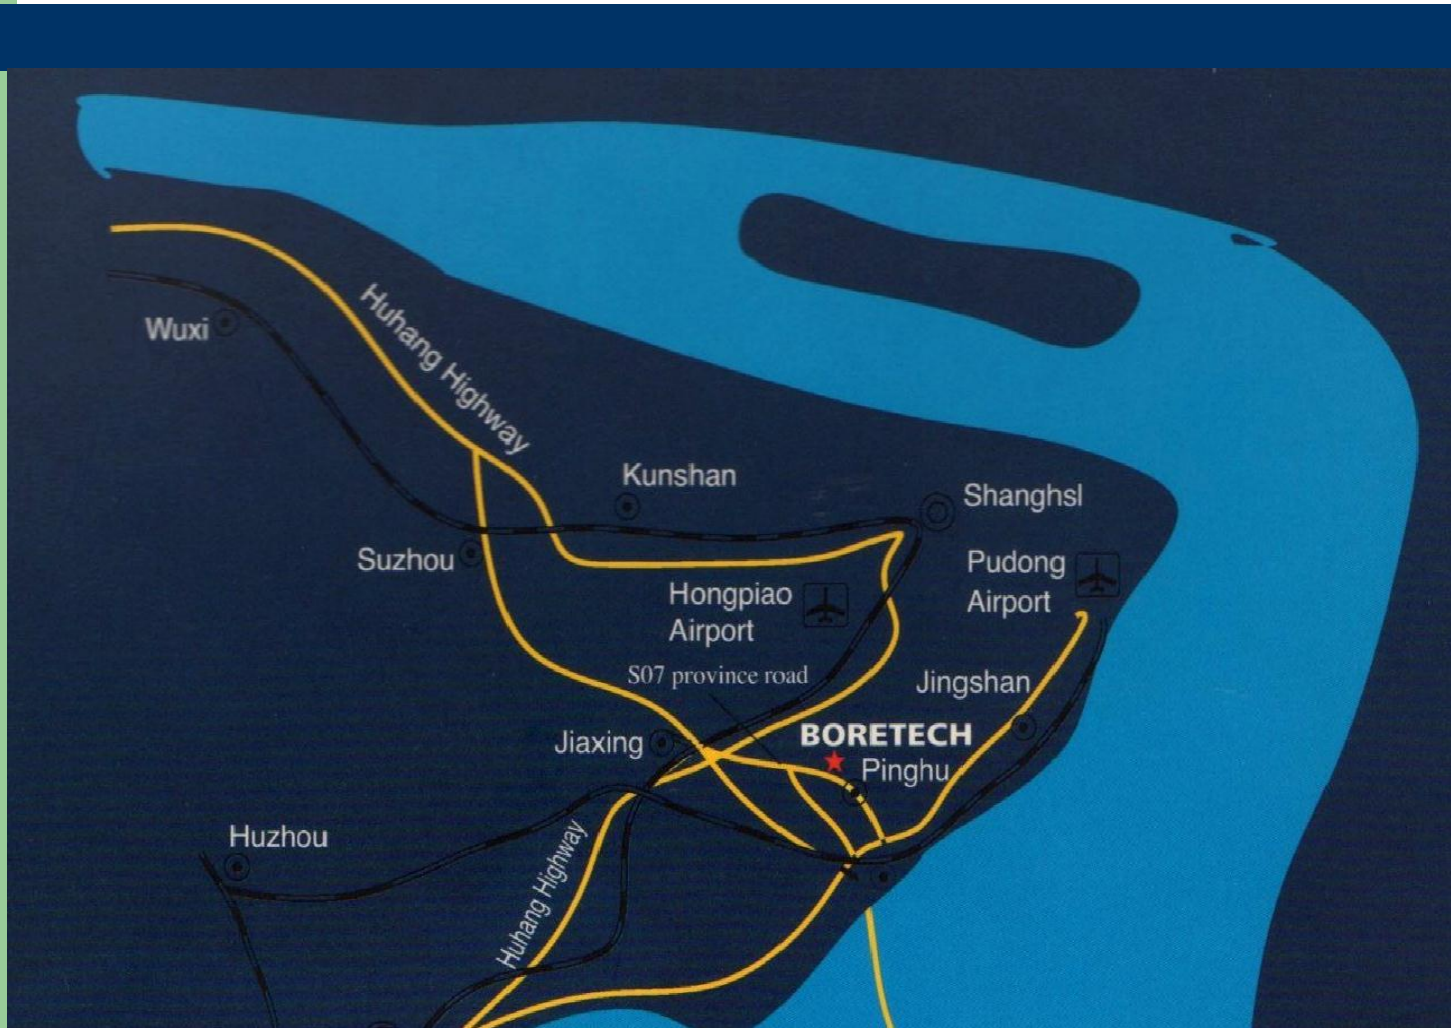 Wuxi
Huhang Highway
Kunshan
Shanghsl
Suzhou
Pudong
Airport
Hongpiao
Airport
S07 province road
Jingshan
Jiaxing
BORETECH
Pinghu
Huzhou
Huhang Highway